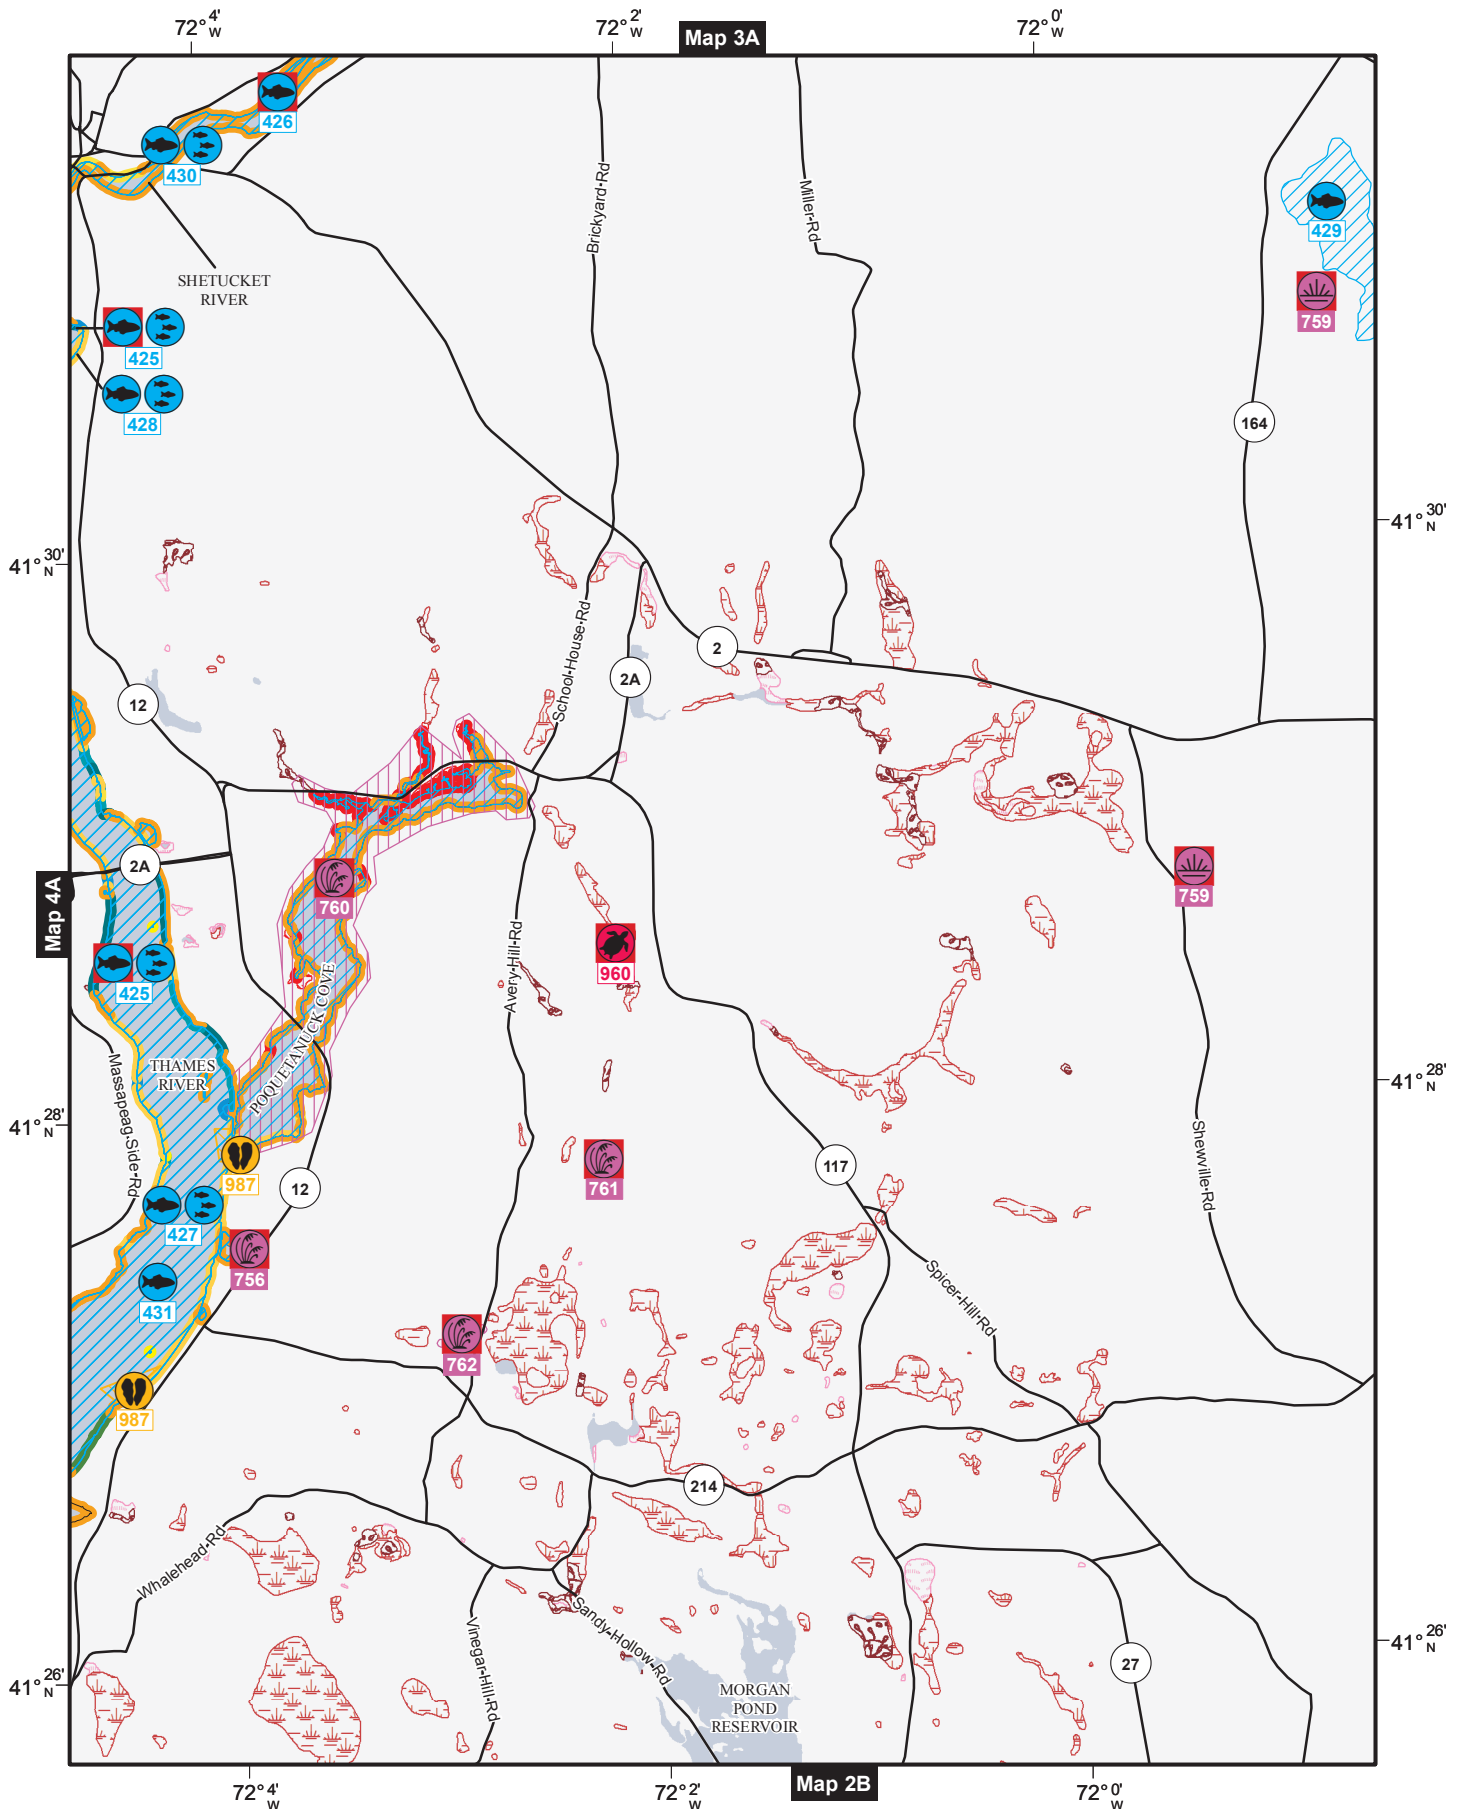 72° 4' W
72° 2' W
72° 0' W
Map 3A
426
430
Brickyard Rd
Miller Rd
429
SHETUCKET
RIVER
759
425
428
164
41° 30' N
41° 30' N
School House Rd
2
2A
12
2A
760
759
Map 4A
Avery Hill Rd
960
425
POQUETANUCK COVE
THAMES
RIVER
Massapeag Side Rd
41° 28' N
41° 28' N
987
12
761
117
Shewville Rd
427
756
431
Spicer Hill Rd
762
987
214
Whalehead Rd
Sandy Hollow Rd
Vinegar Hill Rd
41° 26' N
27
41° 26' N
MORGAN
POND
RESERVOIR
72° 4' W
72° 2' W
Map 2B
72° 0' W